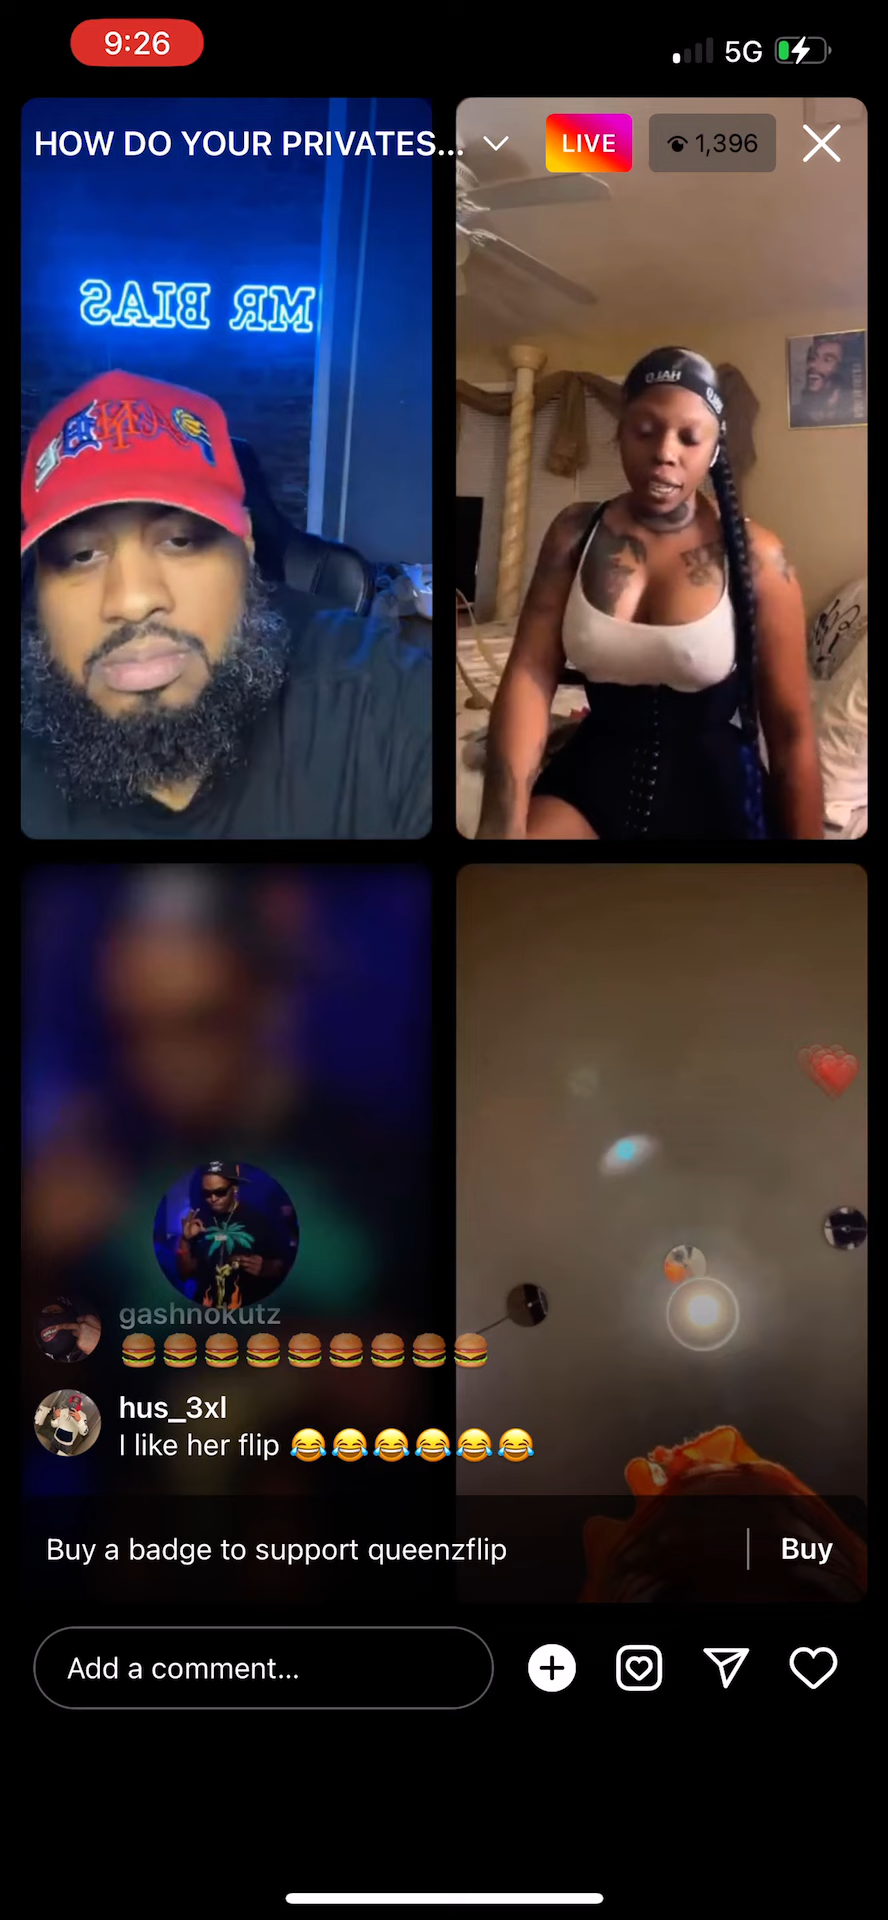 9:26
5G
HOW DO YOUR PRIVATES...
LIVE
1,396
MR BIAS
HALO
gashnokutz
🍔🍔🍔🍔🍔🍔🍔🍔🍔
hus_3xl
I like her flip 😂😂😂😂😂😂
Buy a badge to support queenzflip
Buy
Add a comment...